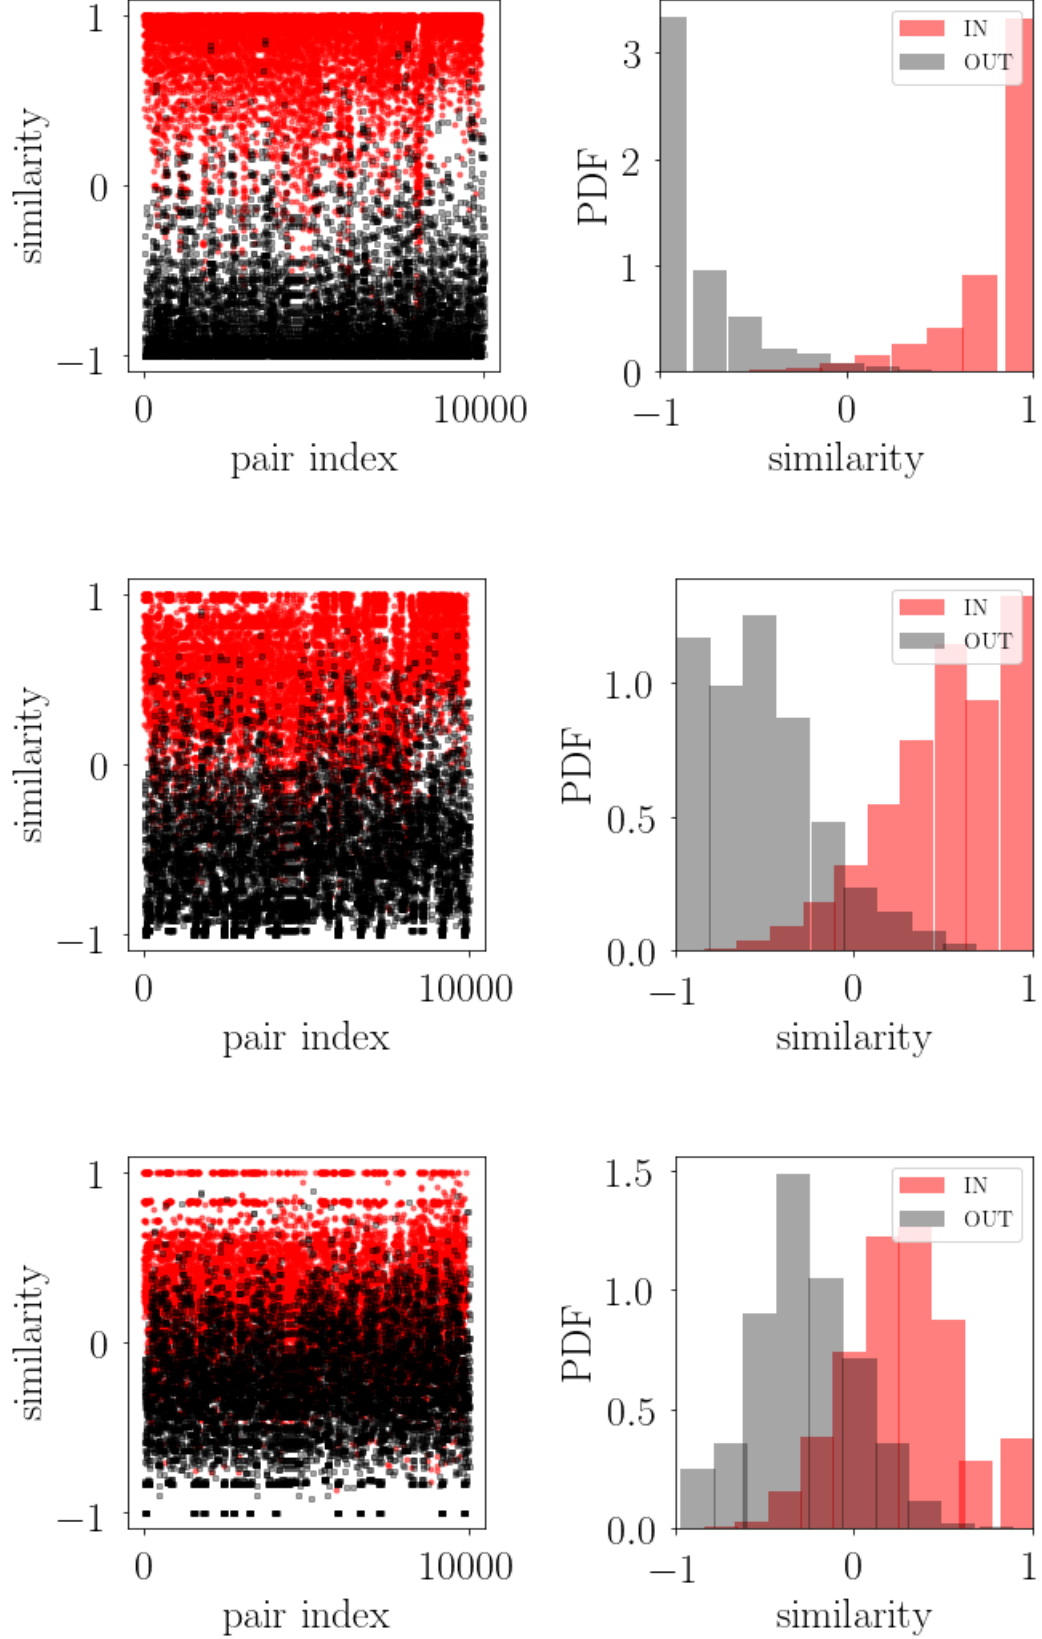 1
0
−1
similarity
0
10000
pair index
3
2
1
0
PDF
−1
0
1
similarity
IN
OUT
1
0
−1
similarity
0
10000
pair index
1.0
0.5
0.0
PDF
−1
0
1
similarity
IN
OUT
1
0
−1
similarity
0
10000
pair index
1.5
1.0
0.5
0.0
PDF
−1
0
1
similarity
IN
OUT